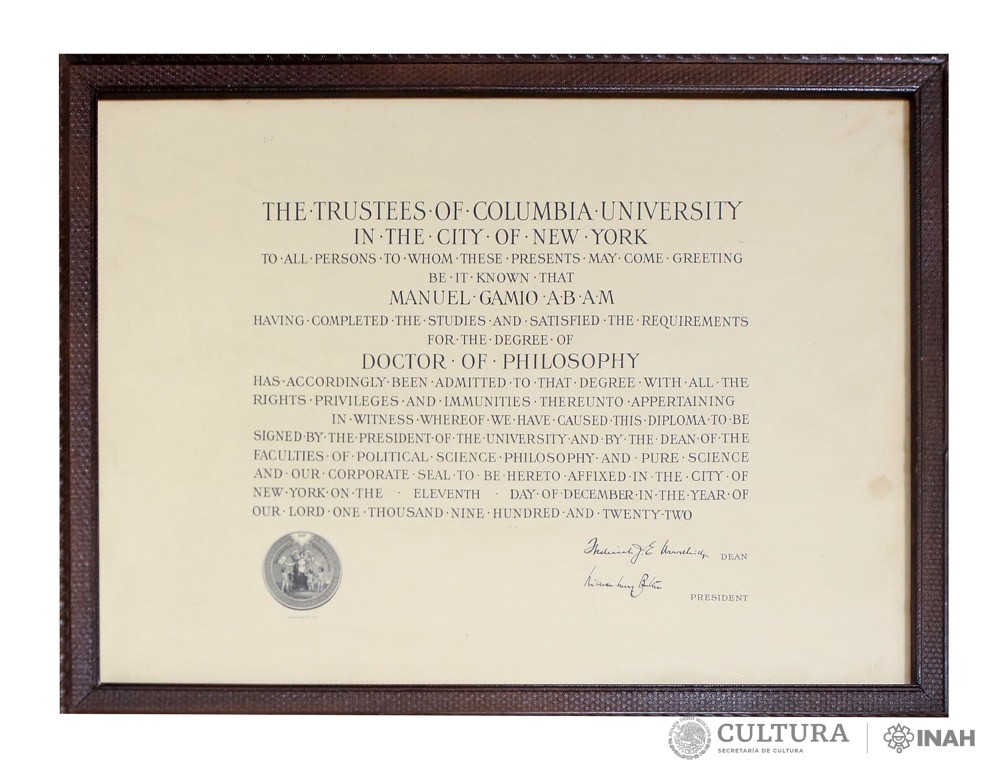 THE·TRUSTEES·OF·COLUMBIA·UNIVERSITY
IN·THE·CITY·OF·NEW·YORK
TO·ALL·PERSONS·TO·WHOM·THESE·PRESENTS·MAY·COME·GREETING
BE·IT·KNOWN·THAT
MANUEL·GAMIO·A·B·A·M
HAVING·COMPLETED·THE·STUDIES·AND·SATISFIED·THE·REQUIREMENTS
FOR·THE·DEGREE·OF
DOCTOR·OF·PHILOSOPHY
HAS·ACCORDINGLY·BEEN·ADMITTED·TO·THAT·DEGREE·WITH·ALL·THE
RIGHTS·PRIVILEGES·AND·IMMUNITIES·THEREUNTO·APPERTAINING
IN·WITNESS·WHEREOF·WE·HAVE·CAUSED·THIS·DIPLOMA·TO·BE
SIGNED·BY·THE·PRESIDENT·OF·THE·UNIVERSITY·AND·BY·THE·DEAN·OF·THE
FACULTIES·OF·POLITICAL·SCIENCE·PHILOSOPHY·AND·PURE·SCIENCE
AND·OUR·CORPORATE·SEAL·TO·BE·HERETO·AFFIXED·IN·THE·CITY·OF
NEW·YORK·ON·THE · ELEVENTH · DAY·OF·DECEMBER·IN·THE·YEAR·OF
OUR·LORD·ONE·THOUSAND·NINE·HUNDRED·AND·TWENTY-TWO
DEAN
PRESIDENT
CULTURA
SECRETARÍA DE CULTURA
INAH